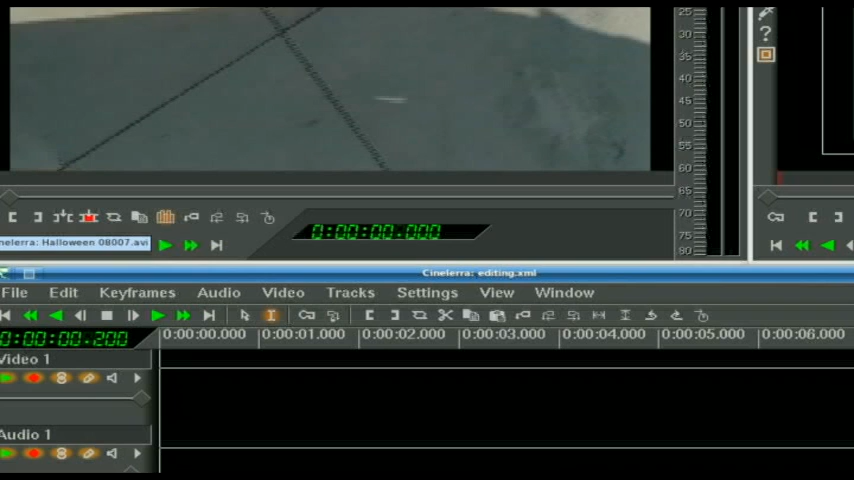 25
30
35
40
45
50
55
60
65
70
75
80
?
0:00:00.000
nelerra: Halloween 08007.avi
Cinelerra: editing.xml
File Edit Keyframes Audio Video Tracks Settings View Window
0:00:00.200
0:00:00.000 0:00:01.000 0:00:02.000 0:00:03.000 0:00:04.000 0:00:05.000 0:00:06.000
Video 1
Audio 1